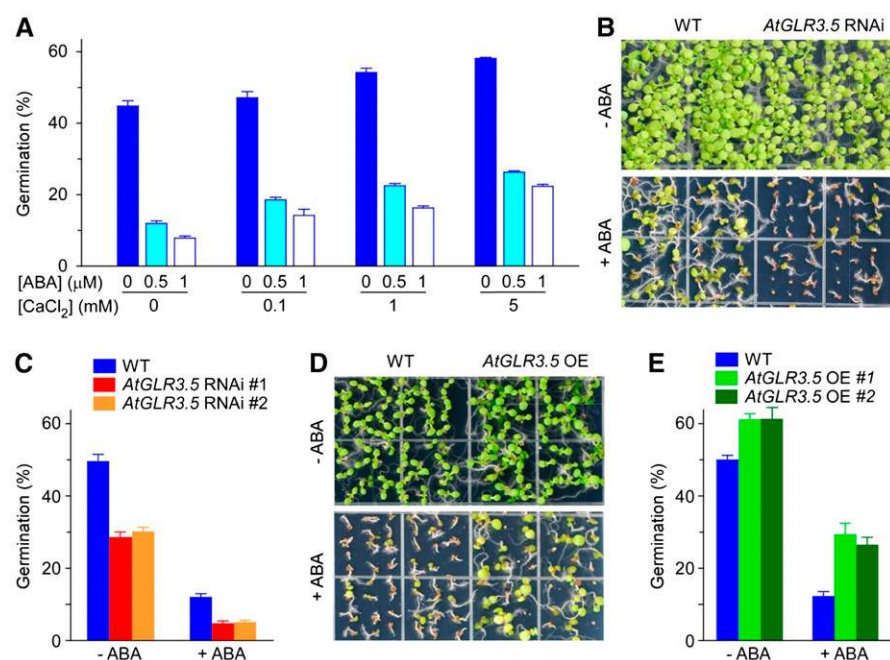 A
Germination (%)
60
40
20
0
[ABA] (μM) 0 0.5 1 0 0.5 1 0 0.5 1 0 0.5 1
[CaCl2] (mM) 0 0.1 1 5
B
WT AtGLR3.5 RNAi
- ABA
+ ABA
C
WT
AtGLR3.5 RNAi #1
AtGLR3.5 RNAi #2
Germination (%)
60
40
20
0
- ABA + ABA
D
WT AtGLR3.5 OE
- ABA
+ ABA
E
WT
AtGLR3.5 OE #1
AtGLR3.5 OE #2
Germination (%)
60
40
20
0
- ABA + ABA